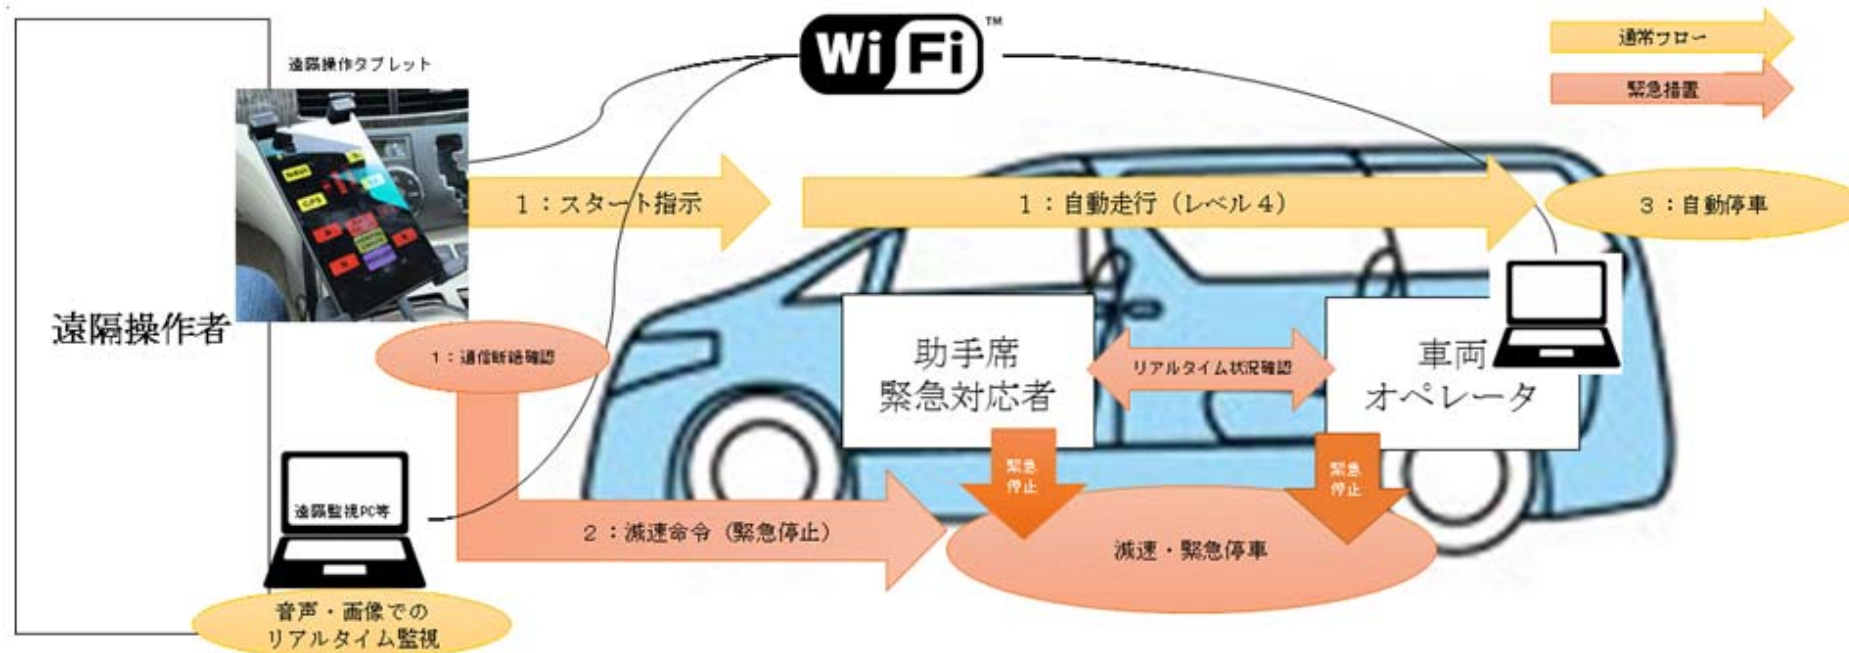 遠隔操作タブレット
WiFi
TM
通常フロー
緊急措置
GPS
1：スタート指示
1：自動走行（レベル４）
3：自動停車
遠隔操作者
1：通信断絶確認
助手席
緊急対応者
リアルタイム状況確認
車両
オペレータ
緊急
停止
緊急
停止
遠隔監視PC等
2：減速命令（緊急停止）
減速・緊急停車
音声・画像での
リアルタイム監視